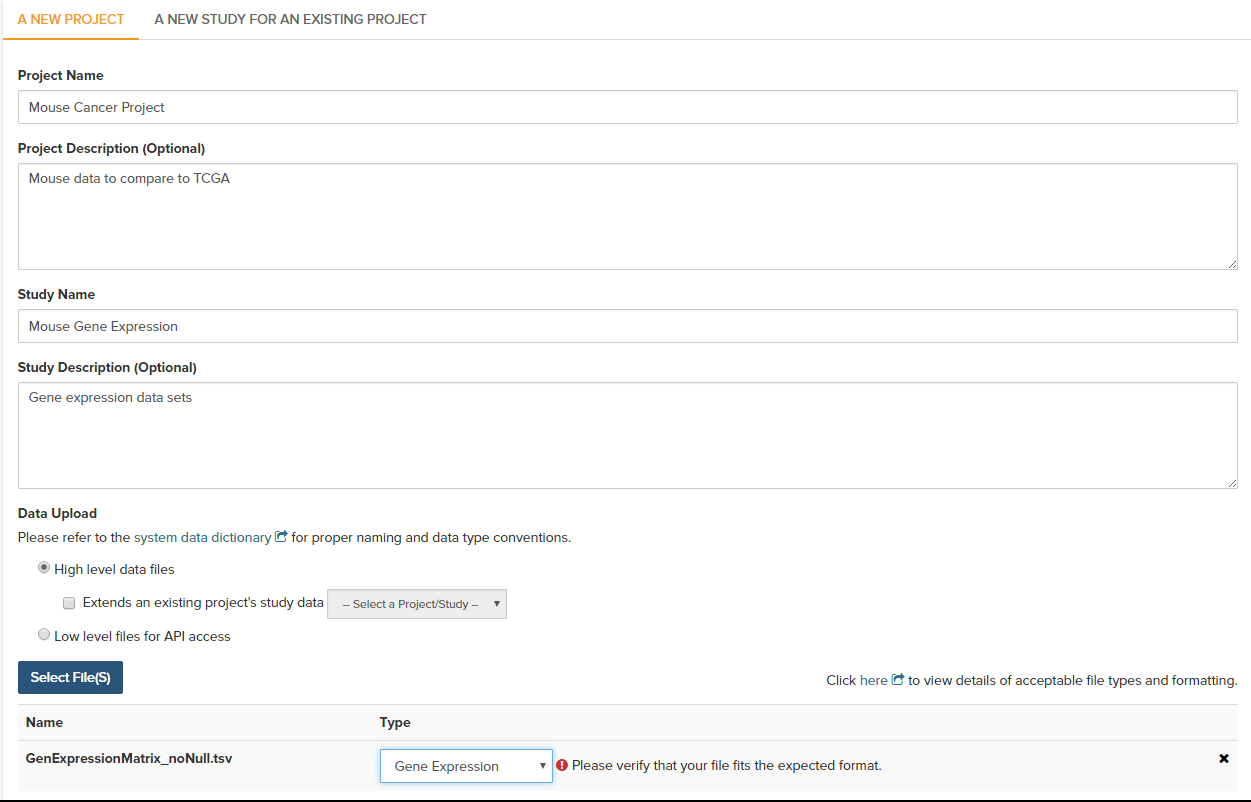 A NEW PROJECT A NEW STUDY FOR AN EXISTING PROJECT
Project Name
Mouse Cancer Project
Project Description (Optional)
Mouse data to compare to TCGA
Study Name
Mouse Gene Expression
Study Description (Optional)
Gene expression data sets
Data Upload
Please refer to the system data dictionary for proper naming and data type conventions.
High level data files
Extends an existing project's study data -- Select a Project/Study --
Low level files for API access
Select File(S) Click here to view details of acceptable file types and formatting.
Name Type
GenExpressionMatrix_noNull.tsv Gene Expression Please verify that your file fits the expected format.